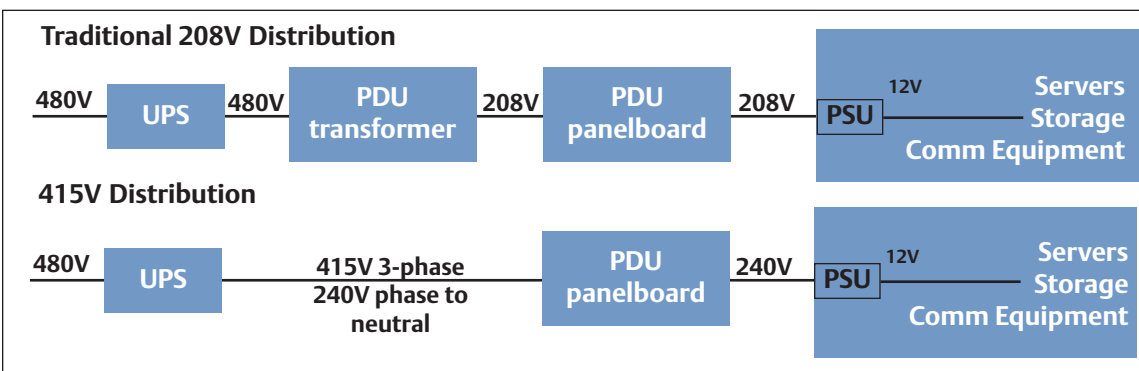 Traditional 208V Distribution
480V
UPS
480V
PDU
transformer
208V
PDU
panelboard
208V
PSU
12V
Servers
Storage
Comm Equipment
415V Distribution
480V
UPS
415V 3-phase
240V phase to
neutral
PDU
panelboard
240V
PSU
12V
Servers
Storage
Comm Equipment